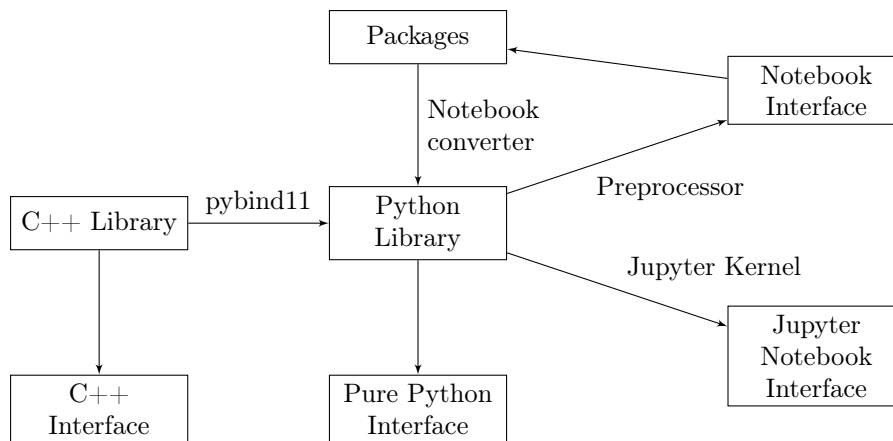 Packages
Notebook
Interface
Notebook
converter
Preprocessor
pybind11
C++ Library
Python
Library
Jupyter Kernel
Jupyter
Notebook
Interface
C++
Interface
Pure Python
Interface